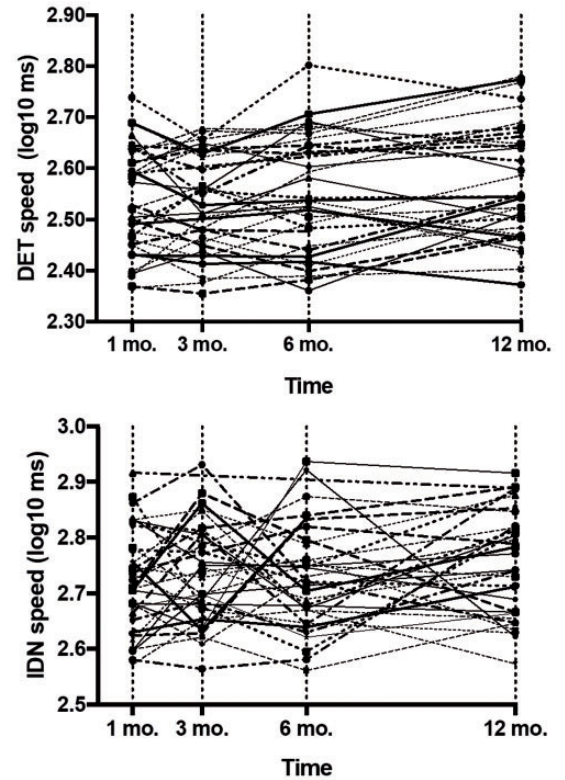 2.90
2.80
2.70
2.60
2.50
2.40
2.30
DET speed (log10 ms)
1 mo. 3 mo. 6 mo. 12 mo.
Time
3.0
2.9
2.8
2.7
2.6
2.5
IDN speed (log10 ms)
1 mo. 3 mo. 6 mo. 12 mo.
Time